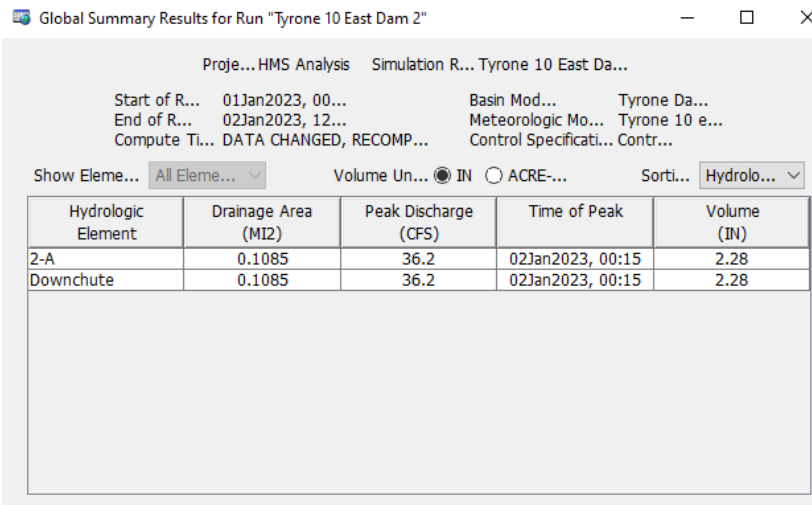 Global Summary Results for Run "Tyrone 10 East Dam 2"
Proje... HMS Analysis Simulation R... Tyrone 10 East Da...
Start of R... 01Jan2023, 00... Basin Mod... Tyrone Da...
End of R... 02Jan2023, 12... Meteorologic Mo... Tyrone 10 e...
Compute Ti... DATA CHANGED, RECOMP... Control Specificati... Contr...
Show Eleme... All Eleme... Volume Un... IN ACRE-... Sorti... Hydrolo...
Hydrologic Drainage Area Peak Discharge Time of Peak Volume
Element (MI2) (CFS) (IN)
2-A 0.1085 36.2 02Jan2023, 00:15 2.28
Downchute 0.1085 36.2 02Jan2023, 00:15 2.28